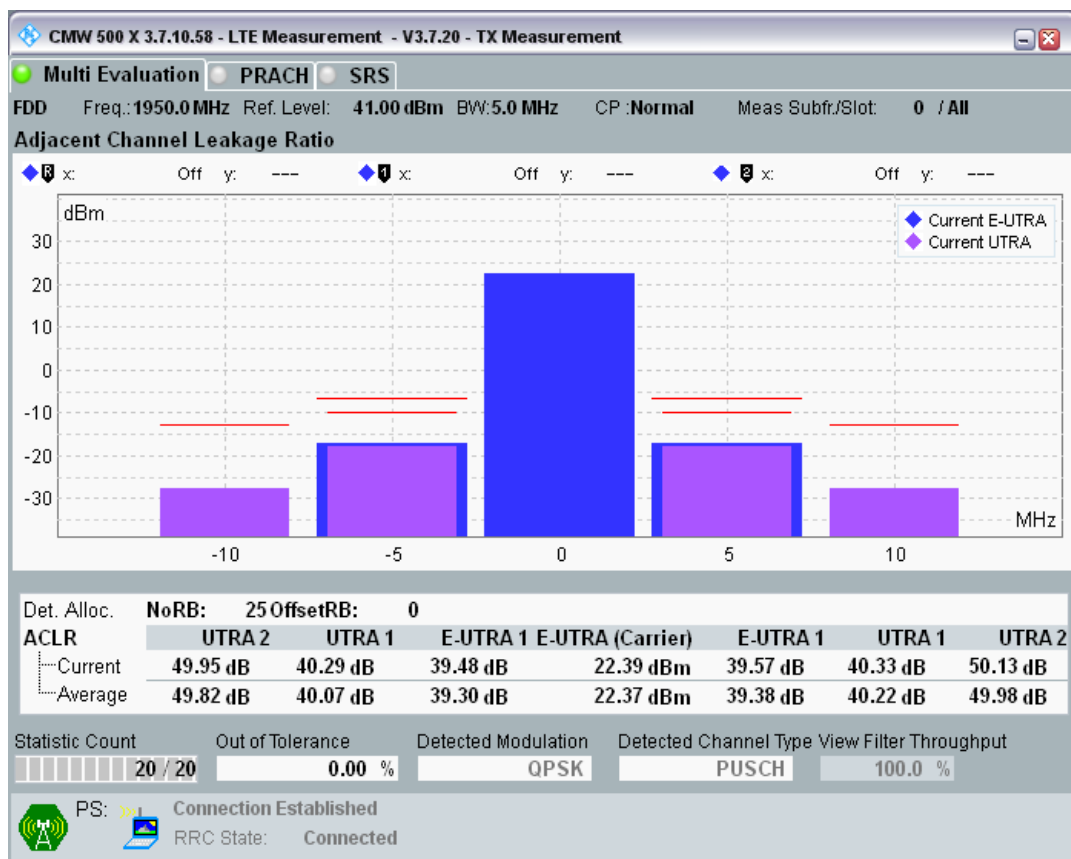 CMW 500 X 3.7.10.58 - LTE Measurement - V3.7.20 - TX Measurement
Multi Evaluation PRACH SRS
FDD Freq.: 1950.0 MHz Ref. Level: 41.00 dBm BW: 5.0 MHz CP : Normal Meas Subfr./Slot: 0 / All
Adjacent Channel Leakage Ratio
R x: Off y: --- 1 x: Off y: --- 2 x: Off y: ---
dBm
Current E-UTRA
Current UTRA
30
20
10
0
-10
-20
-30
MHz
-10 -5 0 5 10
Det. Alloc. NoRB: 25 OffsetRB: 0
ACLR UTRA 2 UTRA 1 E-UTRA 1 E-UTRA (Carrier) E-UTRA 1 UTRA 1 UTRA 2
Current 49.95 dB 40.29 dB 39.48 dB 22.39 dBm 39.57 dB 40.33 dB 50.13 dB
Average 49.82 dB 40.07 dB 39.30 dB 22.37 dBm 39.38 dB 40.22 dB 49.98 dB
Statistic Count Out of Tolerance Detected Modulation Detected Channel Type View Filter Throughput
20 / 20 0.00 % QPSK PUSCH 100.0 %
PS: Connection Established
RRC State: Connected